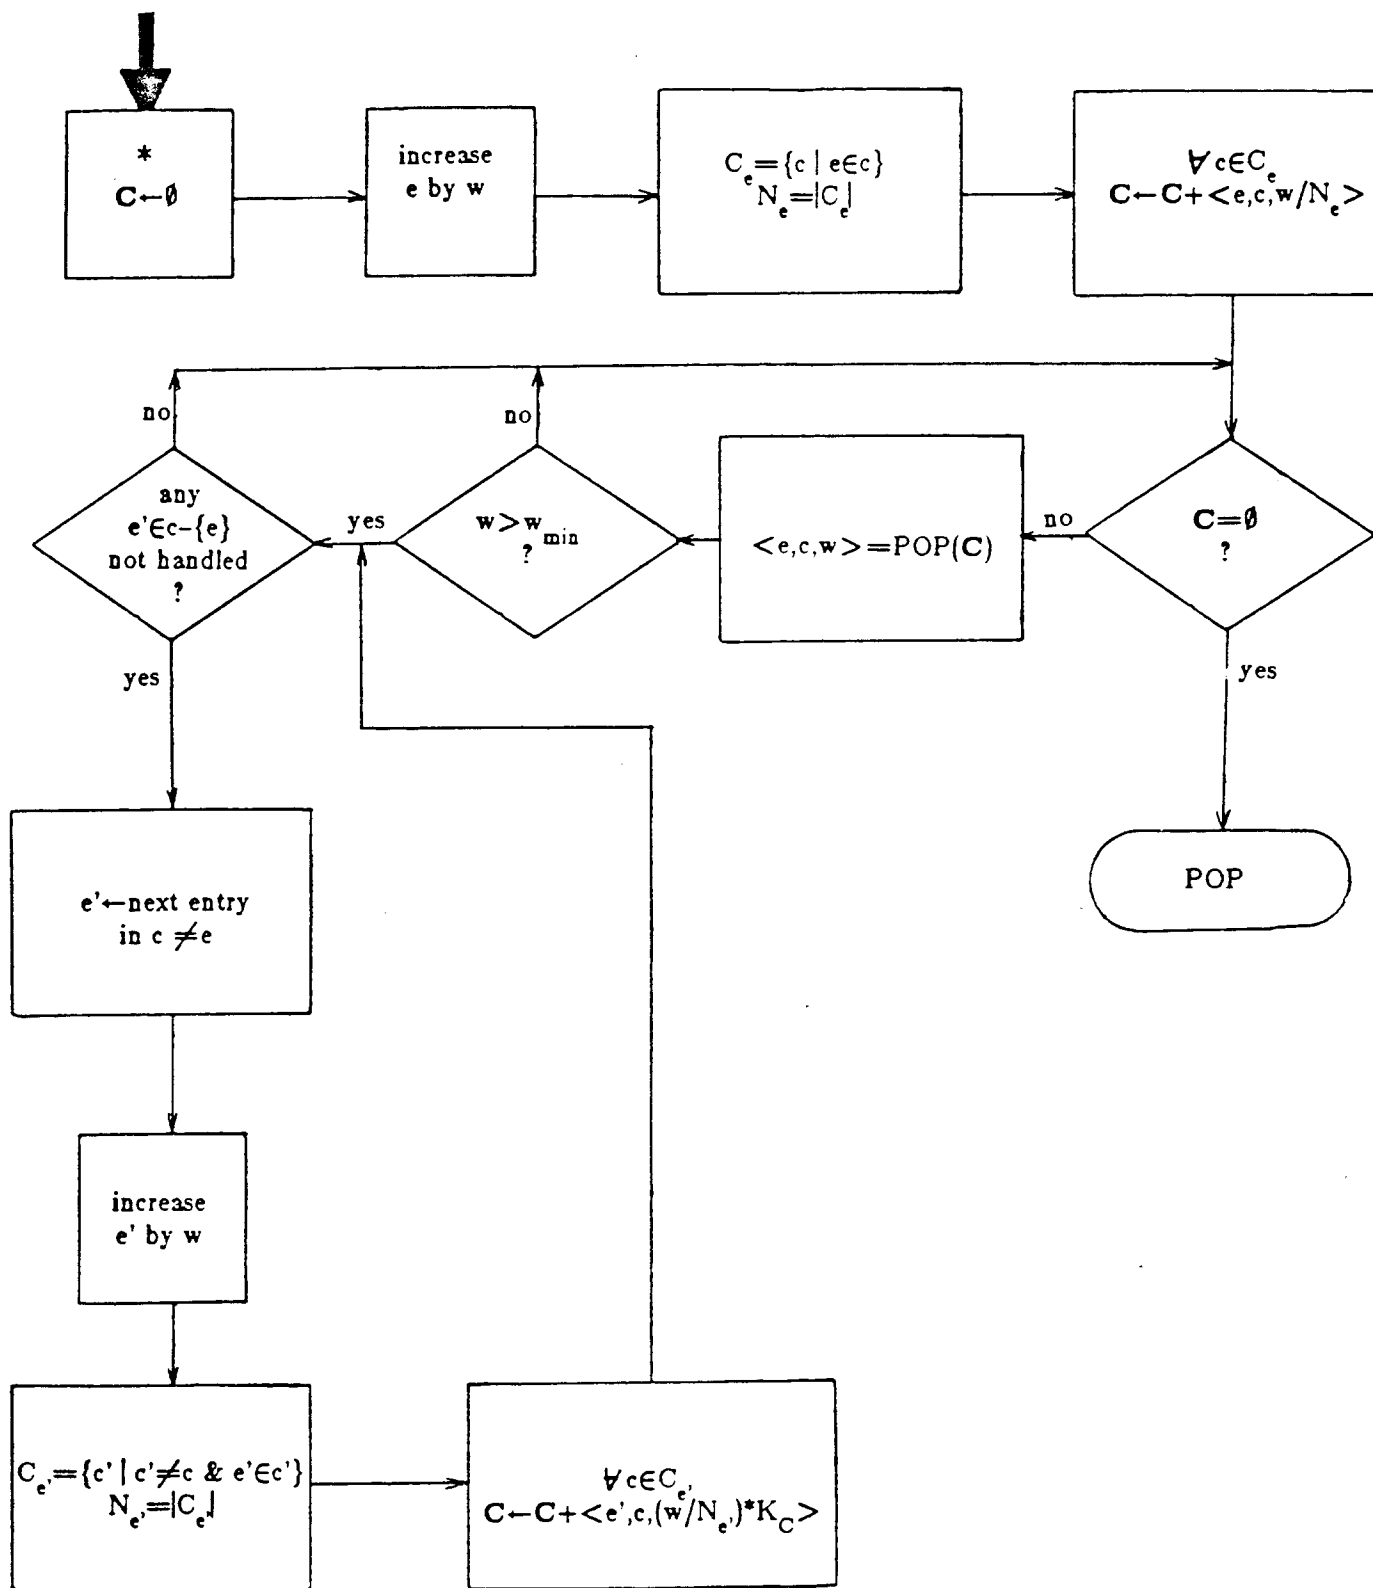 *
C←∅
increase
e by w
C_e={c | e∈c}
N_e=|C_e|
∀ c∈C_e
C←C+<e,c,w/N_e>
no
no
any
e'∈c-{e}
not handled
?
yes
w>w_min
?
<e,c,w>=POP(C)
no
C=∅
?
yes
yes
e'←next entry
in c ≠e
POP
increase
e' by w
C_e'={c' | c'≠c & e'∈c'}
N_e'=|C_e'|
∀ c∈C_e'
C←C+<e',c,(w/N_e')*K_C>